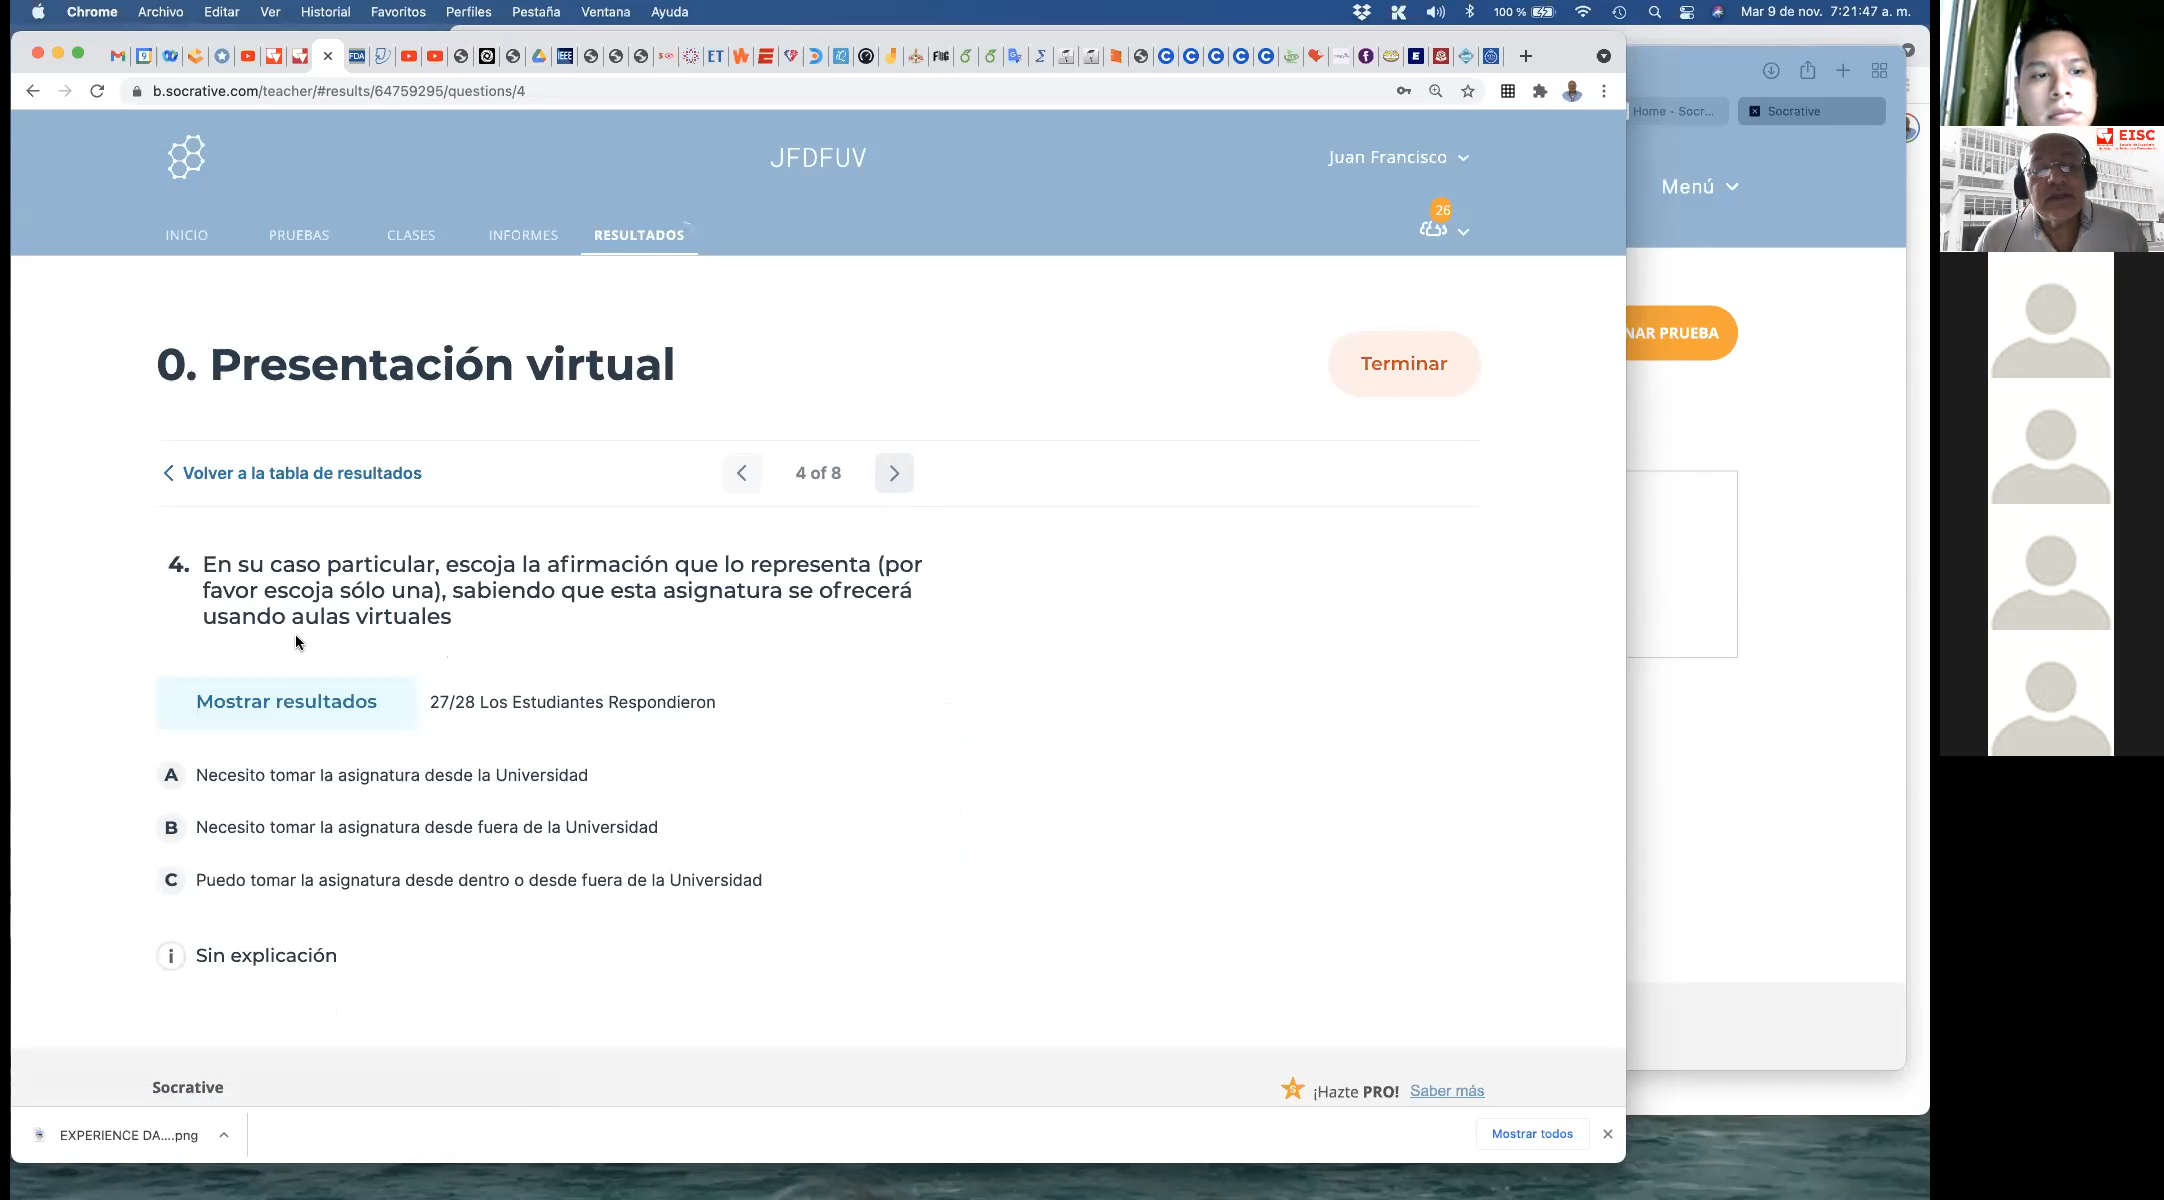 Chrome Archivo Editar Ver Historial Favoritos Perfiles Pestaña Ventana Ayuda
100 % Mar 9 de nov. 7:21:47 a. m.
b.socrative.com/teacher/#results/64759295/questions/4
Home - Socr... Socrative
EISC
JFDFUV
Juan Francisco
Menú
26
INICIO PRUEBAS CLASES INFORMES RESULTADOS
0. Presentación virtual
Terminar
NAR PRUEBA
Volver a la tabla de resultados
4 of 8
4. En su caso particular, escoja la afirmación que lo representa (por
favor escoja sólo una), sabiendo que esta asignatura se ofrecerá
usando aulas virtuales
Mostrar resultados 27/28 Los Estudiantes Respondieron
A Necesito tomar la asignatura desde la Universidad
B Necesito tomar la asignatura desde fuera de la Universidad
C Puedo tomar la asignatura desde dentro o desde fuera de la Universidad
i Sin explicación
Socrative
¡Hazte PRO! Saber más
EXPERIENCE DA....png
Mostrar todos